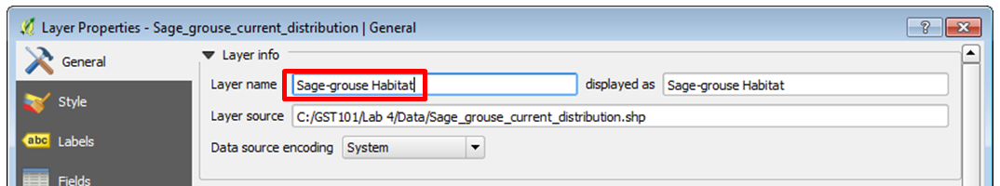 Layer Properties - Sage_grouse_current_distribution | General
?
General
Style
abc
Labels
Fields
Layer info
Layer name
Sage-grouse Habitat
displayed as
Sage-grouse Habitat
Layer source
C:/GST101/Lab 4/Data/Sage_grouse_current_distribution.shp
Data source encoding
System